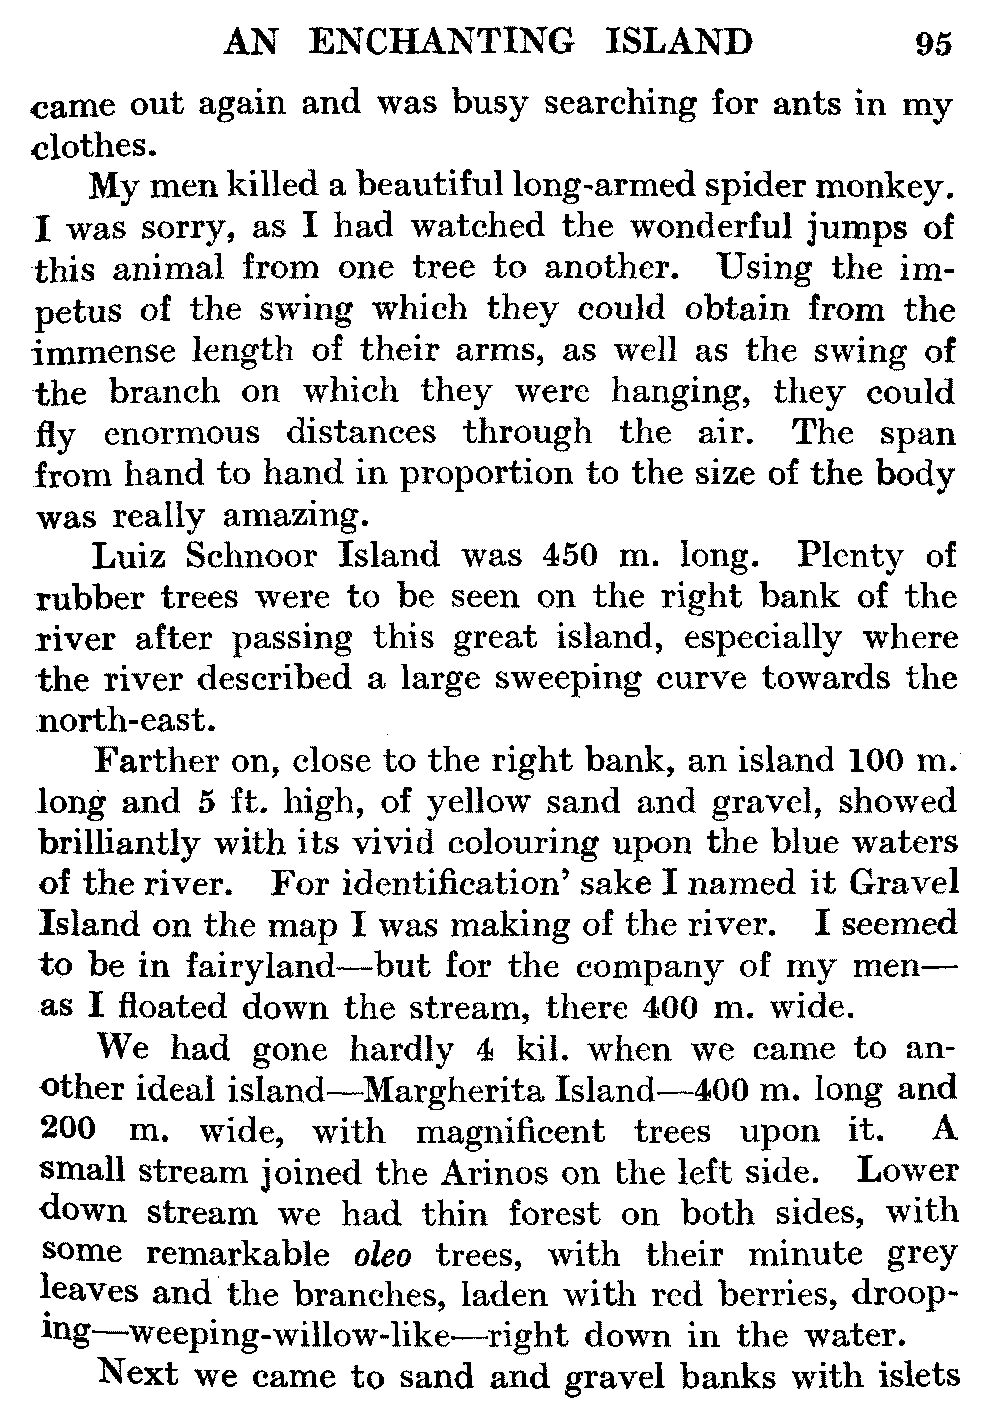 AN ENCHANTING ISLAND 95
came out again and was busy searching for ants in my
clothes.
My men killed a beautiful long-armed spider monkey.
I was sorry, as I had watched the wonderful jumps of
this animal from one tree to another. Using the im-
petus of the swing which they could obtain from the
immense length of their arms, as well as the swing of
the branch on which they were hanging, they could
fly enormous distances through the air. The span
from hand to hand in proportion to the size of the body
was really amazing.
Luiz Schnoor Island was 450 m. long. Plenty of
rubber trees were to be seen on the right bank of the
river after passing this great island, especially where
the river described a large sweeping curve towards the
north-east.
Farther on, close to the right bank, an island 100 m.
long and 5 ft. high, of yellow sand and gravel, showed
brilliantly with its vivid colouring upon the blue waters
of the river. For identification' sake I named it Gravel
Island on the map I was making of the river. I seemed
to be in fairyland—but for the company of my men—
as I floated down the stream, there 400 m. wide.
We had gone hardly 4 kil. when we came to an-
other ideal island—Margherita Island—400 m. long and
200 m. wide, with magnificent trees upon it. A
small stream joined the Arinos on the left side. Lower
down stream we had thin forest on both sides, with
some remarkable oleo trees, with their minute grey
leaves and the branches, laden with red berries, droop-
ing—weeping-willow-like—right down in the water.
Next we came to sand and gravel banks with islets